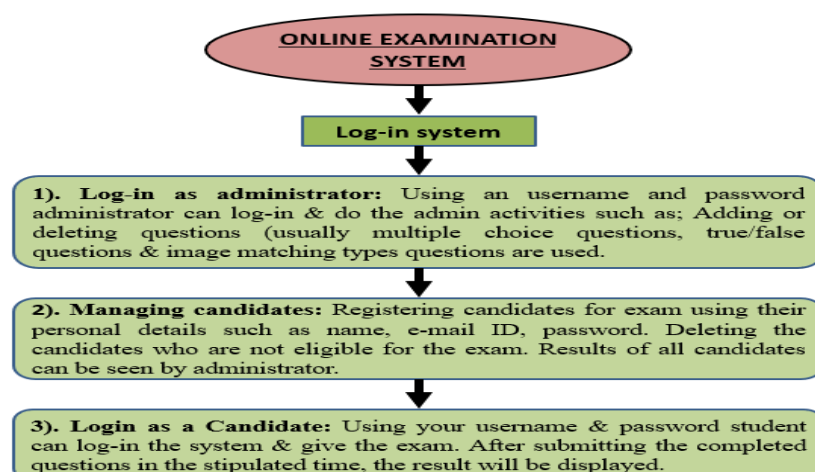 ONLINE EXAMINATION
SYSTEM
Log-in system
1). Log-in as administrator: Using an username and password
administrator can log-in & do the admin activities such as; Adding or
deleting questions (usually multiple choice questions, true/false
questions & image matching types questions are used.
2). Managing candidates: Registering candidates for exam using their
personal details such as name, e-mail ID, password. Deleting the
candidates who are not eligible for the exam. Results of all candidates
can be seen by administrator.
3). Login as a Candidate: Using your username & password student
can log-in the system & give the exam. After submitting the completed
questions in the stipulated time, the result will be displayed.